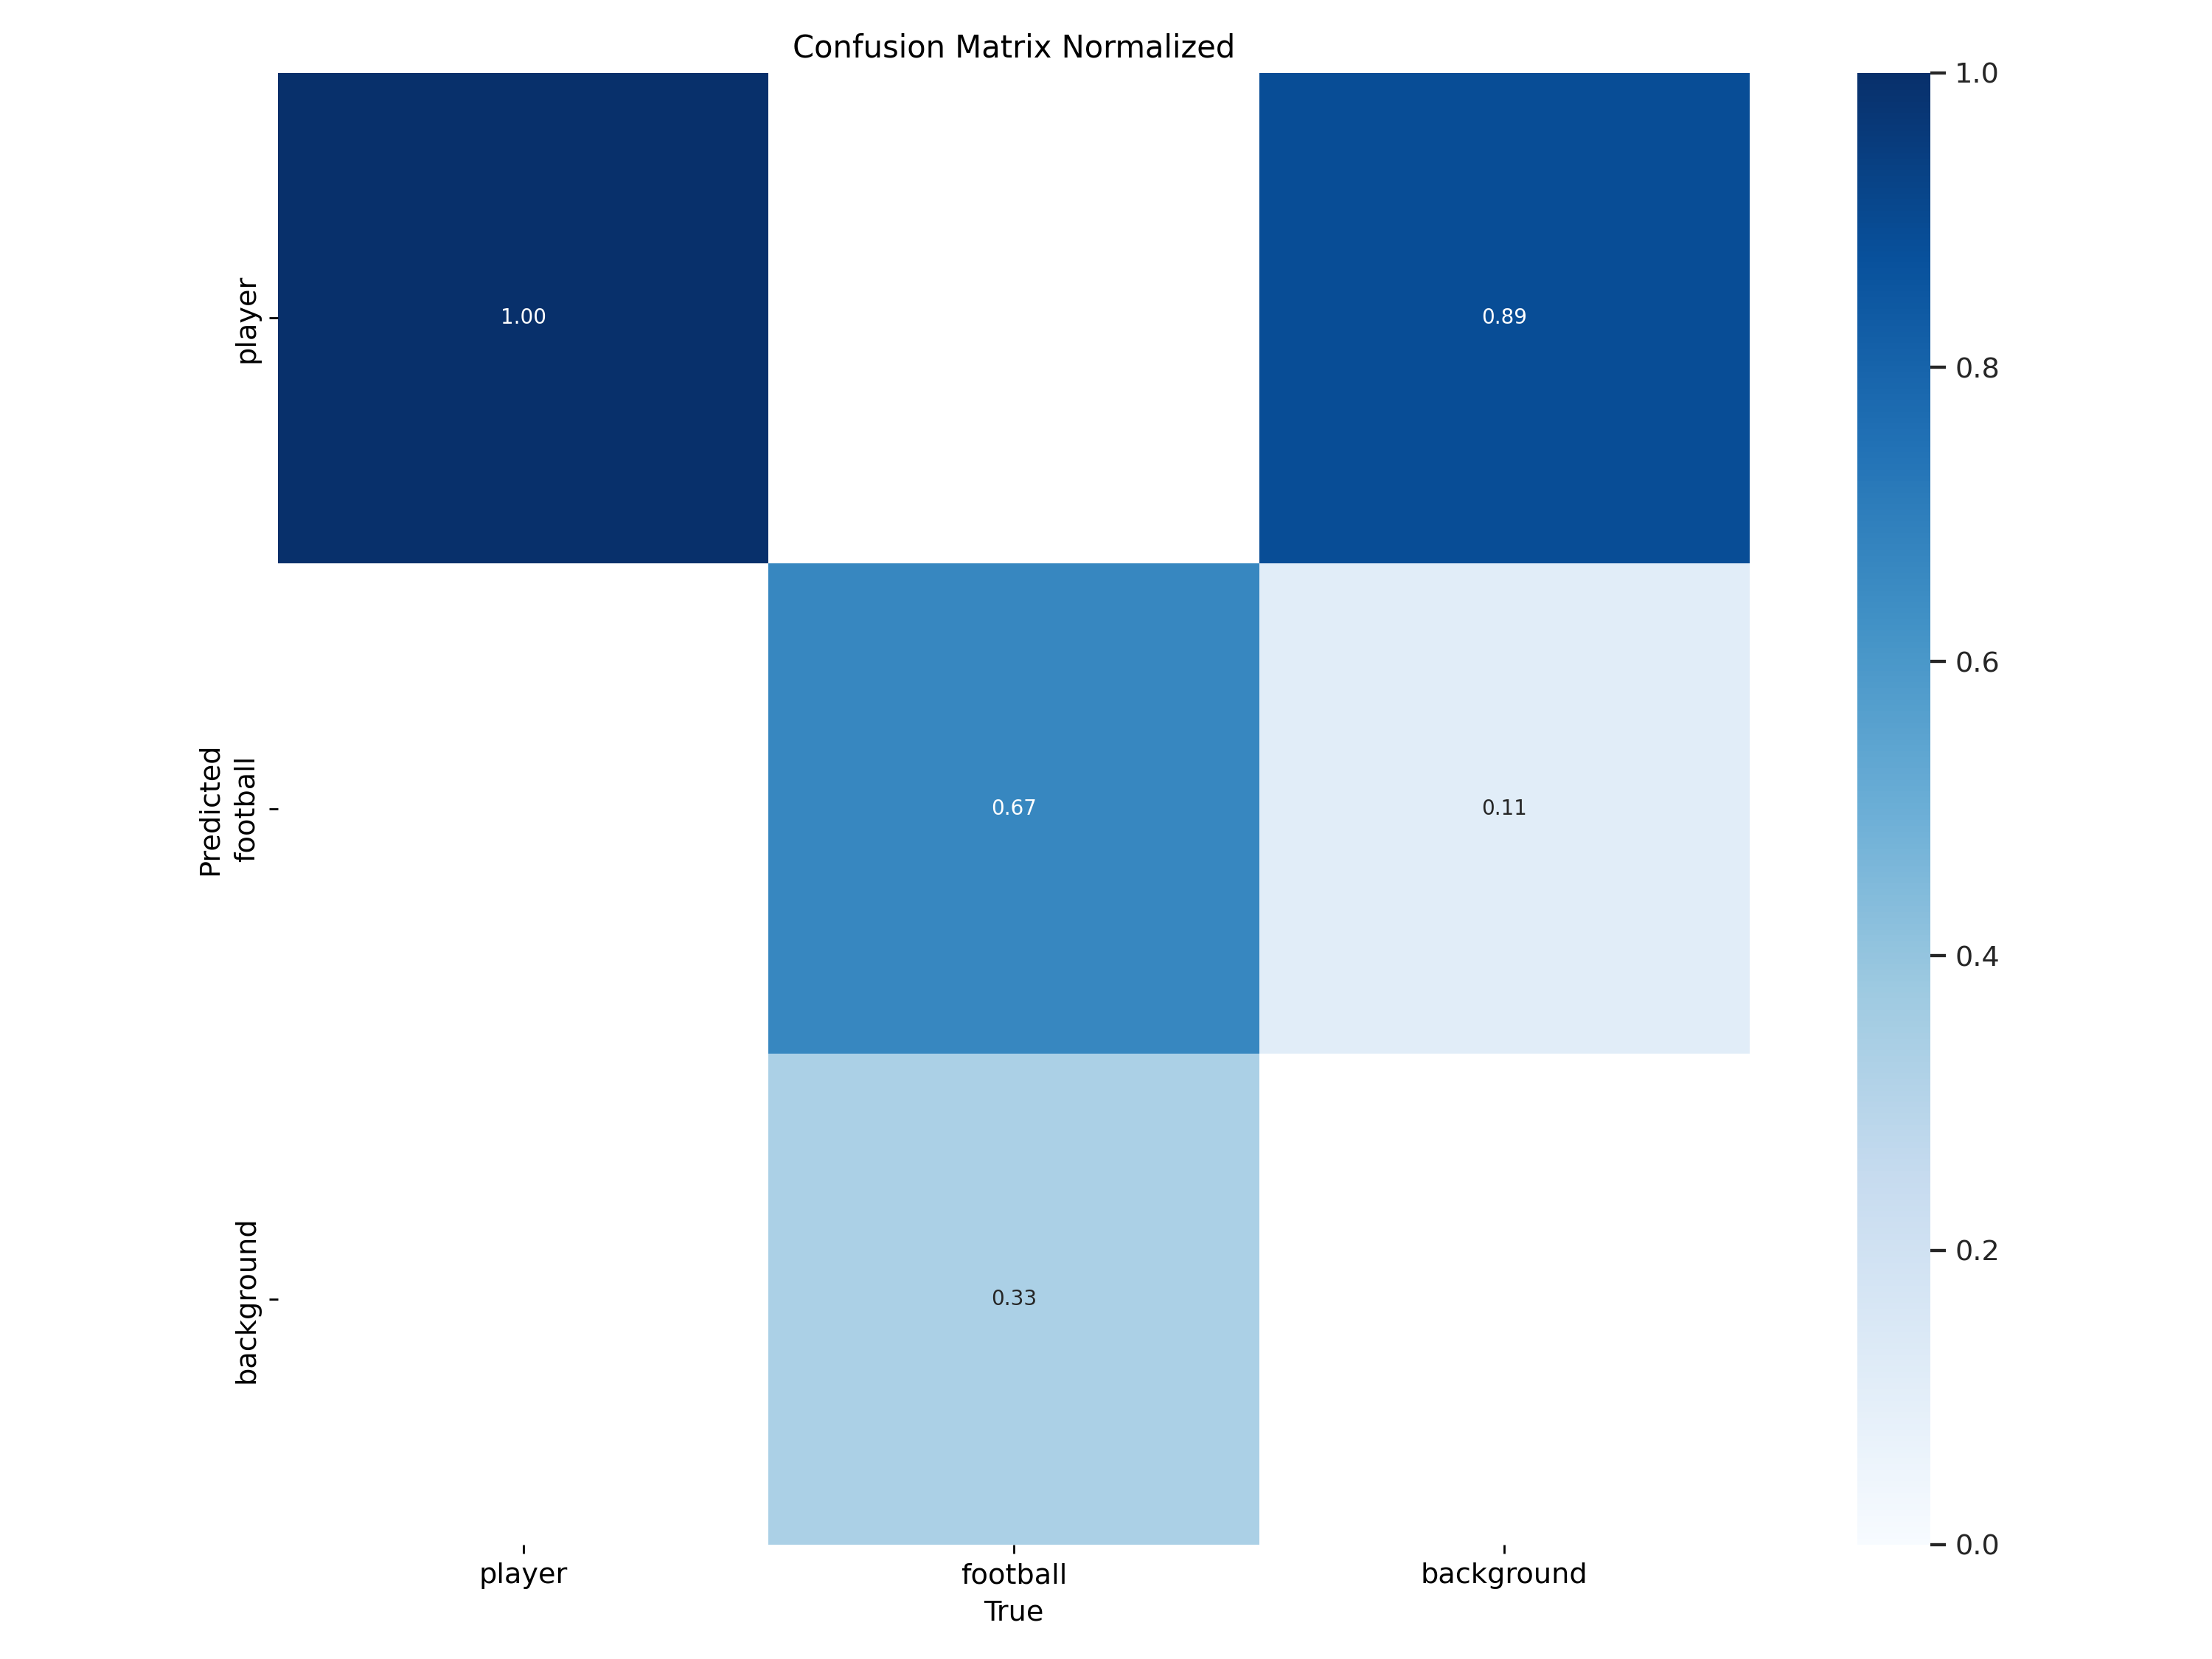 Confusion Matrix Normalized
player
1.00
0.89
Predicted
football
0.67
0.11
background
0.33
player
football
background
True
1.0
0.8
0.6
0.4
0.2
0.0